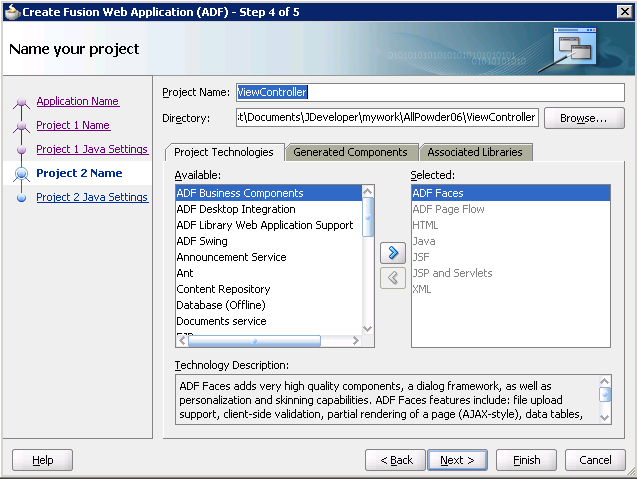 Create Fusion Web Application (ADF) - Step 4 of 5
Name your project
Application Name
Project 1 Name
Project 1 Java Settings
Project 2 Name
Project 2 Java Settings
Project Name: ViewController
Directory: :t\Documents\JDeveloper\mywork\AllPowder06\ViewController Browse...
Project Technologies Generated Components Associated Libraries
Available:
ADF Business Components
ADF Desktop Integration
ADF Library Web Application Support
ADF Swing
Announcement Service
Ant
Content Repository
Database (Offline)
Documents service
Selected:
ADF Faces
ADF Page Flow
HTML
Java
JSF
JSP and Servlets
XML
Technology Description:
ADF Faces adds very high quality components, a dialog framework, as well as
personalization and skinning capabilities. ADF Faces features include: file upload
support, client-side validation, partial rendering of a page (AJAX-style), data tables,
Help < Back Next > Finish Cancel